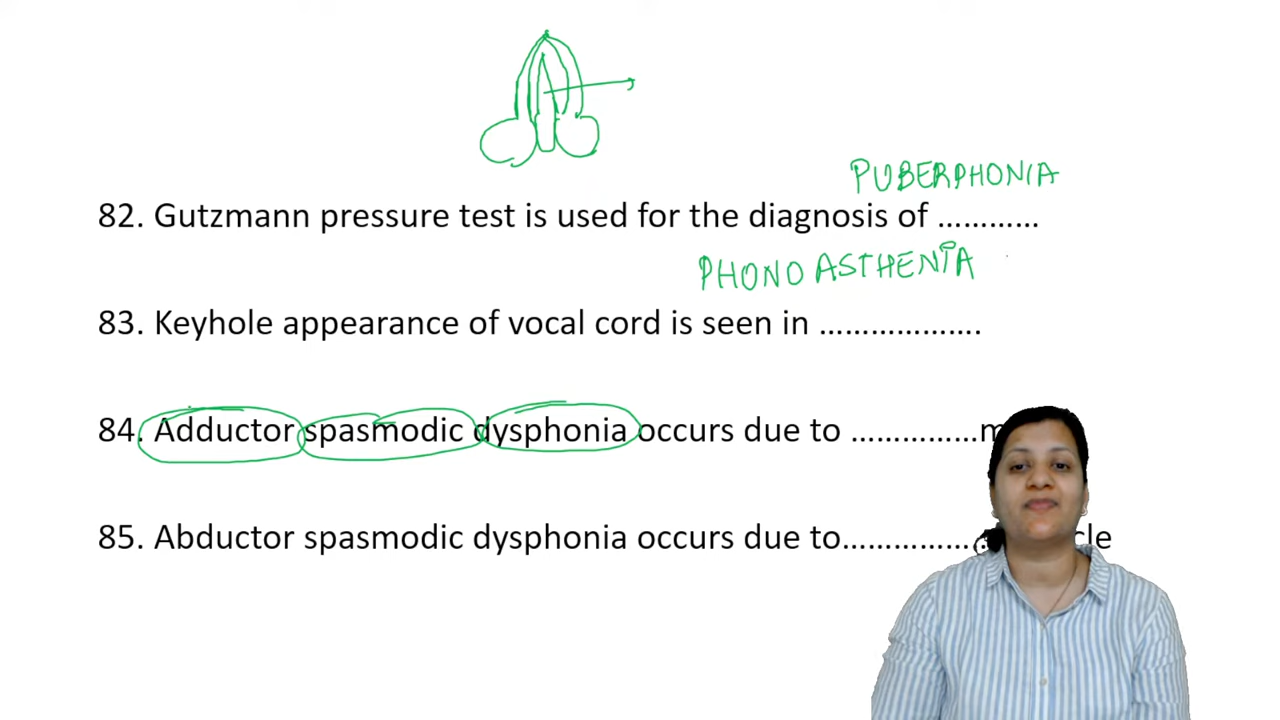 PUBERPHONIA
82. Gutzmann pressure test is used for the diagnosis of …………
PHONOASTHENIA
83. Keyhole appearance of vocal cord is seen in ……………….
84. Adductor spasmodic dysphonia occurs due to ……………m
85. Abductor spasmodic dysphonia occurs due to……………..cle